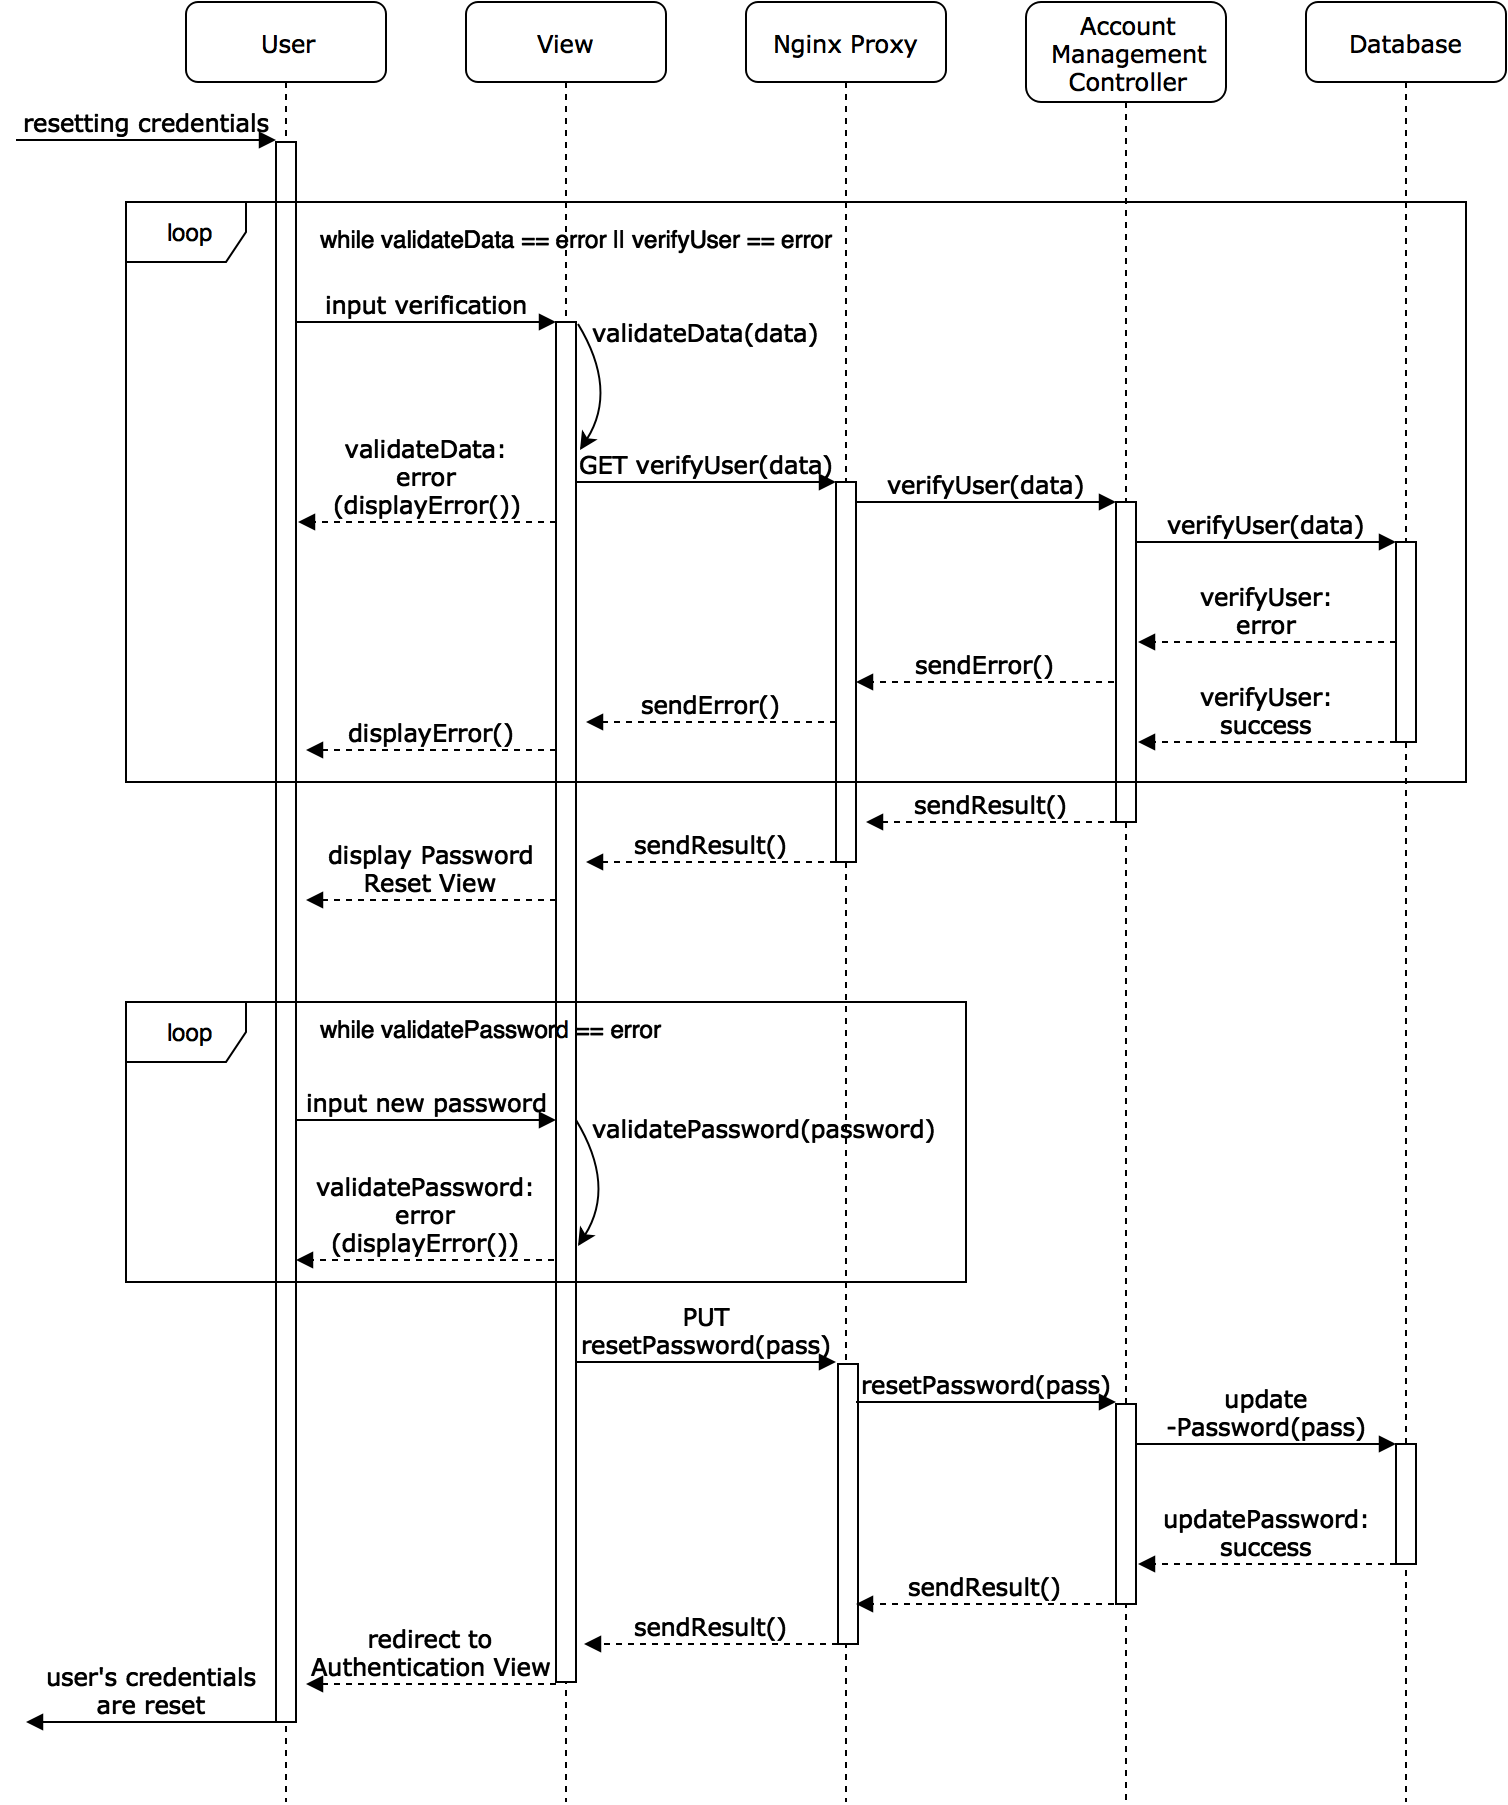 User
View
Nginx Proxy
Account
Management
Controller
Database
resetting credentials
loop
while validateData == error || verifyUser == error
input verification
validateData(data)
validateData:
error
(displayError())
GET verifyUser(data)
verifyUser(data)
verifyUser(data)
verifyUser:
error
sendError()
sendError()
verifyUser:
success
displayError()
sendResult()
sendResult()
display Password
Reset View
loop
while validatePassword == error
input new password
validatePassword(password)
validatePassword:
error
(displayError())
PUT
resetPassword(pass)
resetPassword(pass)
update
-Password(pass)
updatePassword:
success
sendResult()
sendResult()
redirect to
Authentication View
user's credentials
are reset